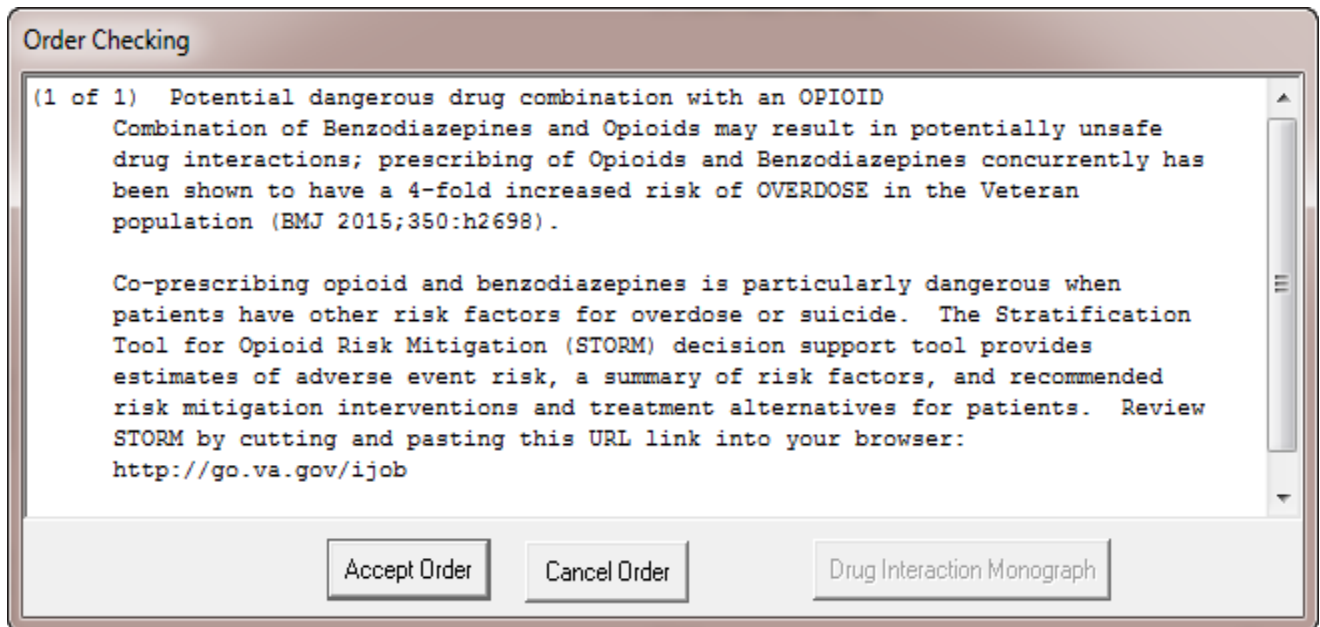 Order Checking
(1 of 1)  Potential dangerous drug combination with an OPIOID
Combination of Benzodiazepines and Opioids may result in potentially unsafe
drug interactions; prescribing of Opioids and Benzodiazepines concurrently has
been shown to have a 4-fold increased risk of OVERDOSE in the Veteran
population (BMJ 2015;350:h2698).
Co-prescribing opioid and benzodiazepines is particularly dangerous when
patients have other risk factors for overdose or suicide.  The Stratification
Tool for Opioid Risk Mitigation (STORM) decision support tool provides
estimates of adverse event risk, a summary of risk factors, and recommended
risk mitigation interventions and treatment alternatives for patients.  Review
STORM by cutting and pasting this URL link into your browser:
http://go.va.gov/ijob
Accept Order Cancel Order Drug Interaction Monograph